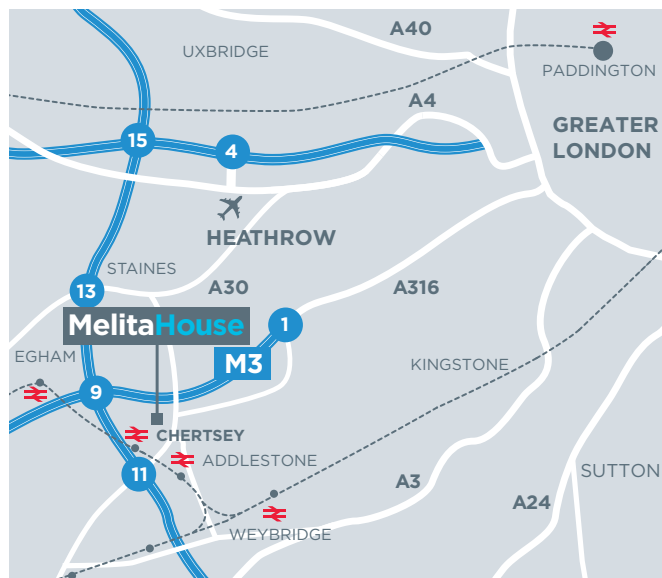 A40
UXBRIDGE
PADDINGTON
A4
GREATER
LONDON
15
4
HEATHROW
STAINES
13
A30
A316
MelitaHouse
1
EGHAM
M3
KINGSTONE
9
CHERTSEY
ADDLESTONE
11
SUTTON
A3
A24
WEYBRIDGE